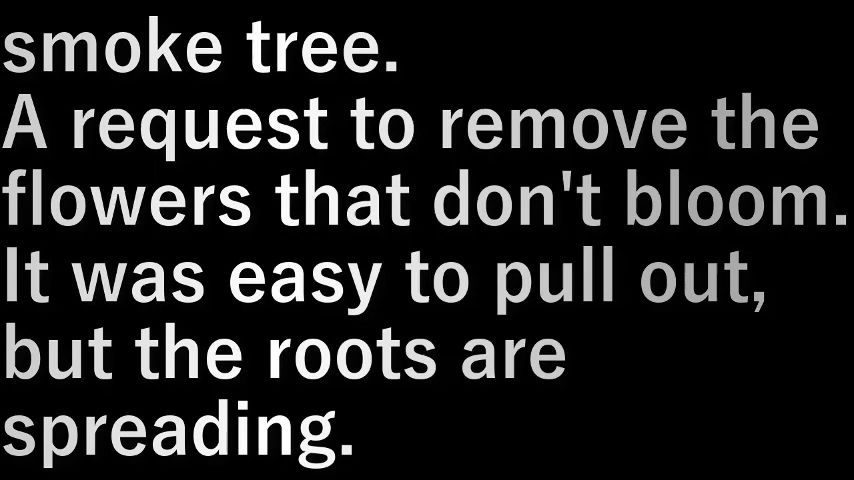 smoke tree.
A request to remove the
flowers that don't bloom.
It was easy to pull out,
but the roots are
spreading.